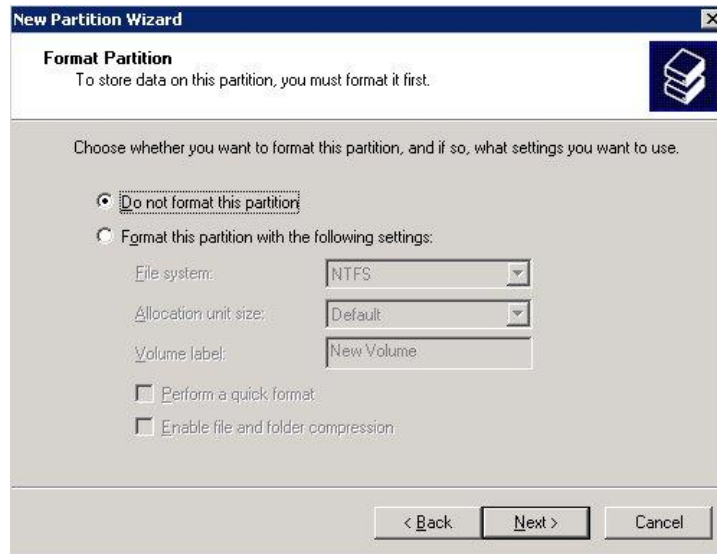 New Partition Wizard
Format Partition
To store data on this partition, you must format it first.
Choose whether you want to format this partition, and if so, what settings you want to use.
Do not format this partition
Format this partition with the following settings:
File system: NTFS
Allocation unit size: Default
Volume label: New Volume
Perform a quick format
Enable file and folder compression
< Back Next > Cancel